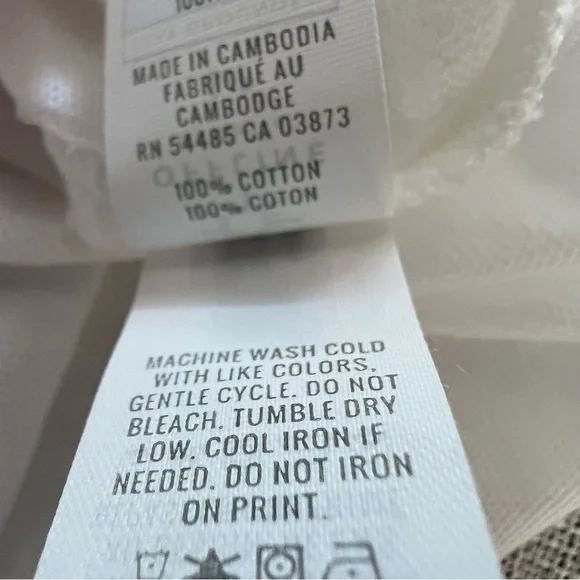 MADE IN CAMBODIA
FABRIQUÉ AU
CAMBODGE
RN 54485 CA 03873
100% COTTON
100% COTON
MACHINE WASH COLD
WITH LIKE COLORS,
GENTLE CYCLE. DO NOT
BLEACH. TUMBLE DRY
LOW. COOL IRON IF
NEEDED. DO NOT IRON
ON PRINT.